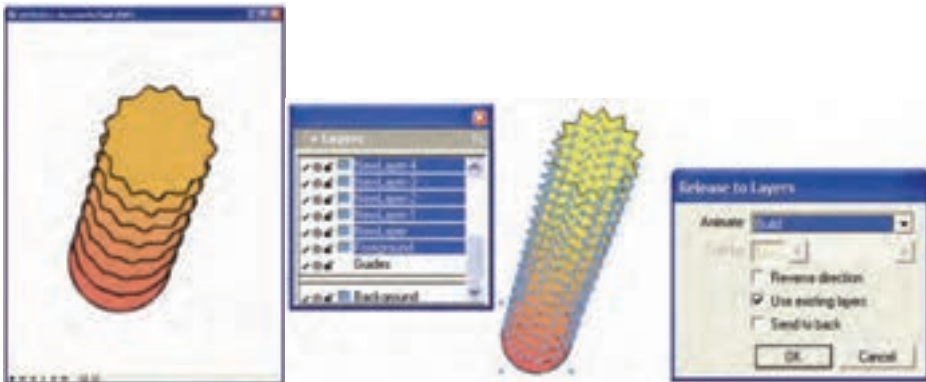 Layers
NewLayer-4
NewLayer-3
NewLayer-2
NewLayer-1
NewLayer
Foreground
Guides
Background
Release to Layers
Animate: Build
Reverse direction
Use existing layers
Send to back
OK Cancel